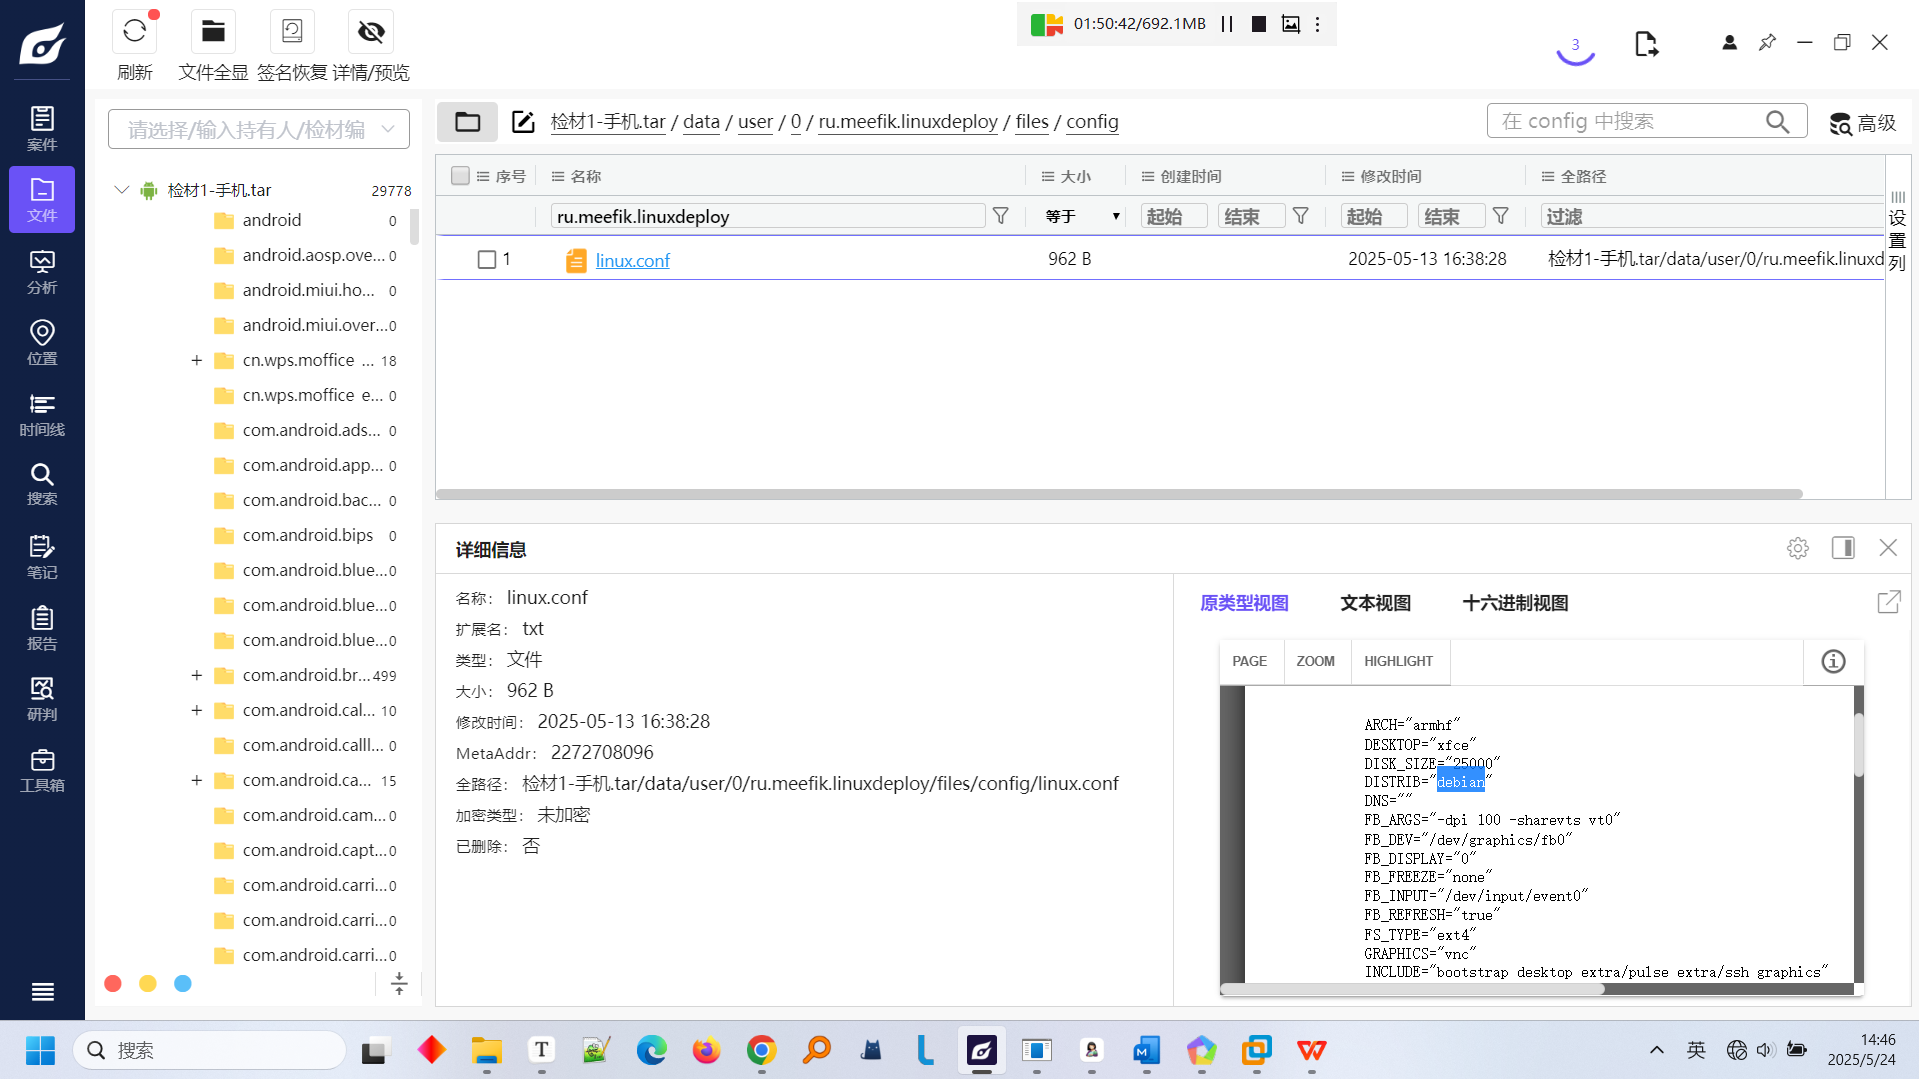 刷新
文件全显
签名恢复
详情/预览
01:50:42/692.1MB
3
案件
文件
分析
位置
时间线
搜索
笔记
报告
研判
工具箱
请选择/输入持有人/检材编
检材1-手机.tar 29778
android 0
android.aosp.ove... 0
android.miui.ho... 0
android.miui.over... 0
+ cn.wps.moffice_... 18
cn.wps.moffice_e... 0
com.android.ads... 0
com.android.app... 0
com.android.bac... 0
com.android.bips 0
com.android.blue... 0
com.android.blue... 0
com.android.blue... 0
+ com.android.br... 499
+ com.android.cal... 10
com.android.calll... 0
+ com.android.ca... 15
com.android.cam... 0
com.android.capt... 0
com.android.carri... 0
com.android.carri... 0
com.android.carri... 0
检材1-手机.tar / data / user / 0 / ru.meefik.linuxdeploy / files / config
在 config 中搜索
高级
序号 名称 大小 创建时间 修改时间 全路径
ru.meefik.linuxdeploy 等于 起始 结束 起始 结束 过滤
1 linux.conf 962 B 2025-05-13 16:38:28 检材1-手机.tar/data/user/0/ru.meefik.linuxd
设置列
详细信息
名称: linux.conf
扩展名: txt
类型: 文件
大小: 962 B
修改时间: 2025-05-13 16:38:28
MetaAddr: 2272708096
全路径: 检材1-手机.tar/data/user/0/ru.meefik.linuxdeploy/files/config/linux.conf
加密类型: 未加密
已删除: 否
原类型视图 文本视图 十六进制视图
PAGE ZOOM HIGHLIGHT
ARCH="armhf"
DESKTOP="xfce"
DISK_SIZE="25000"
DISTRIB="debian"
DNS=""
FB_ARGS="-dpi 100 -sharevts vt0"
FB_DEV="/dev/graphics/fb0"
FB_DISPLAY="0"
FB_FREEZE="none"
FB_INPUT="/dev/input/event0"
FB_REFRESH="true"
FS_TYPE="ext4"
GRAPHICS="vnc"
INCLUDE="bootstrap desktop extra/pulse extra/ssh graphics"
搜索
英
14:46
2025/5/24